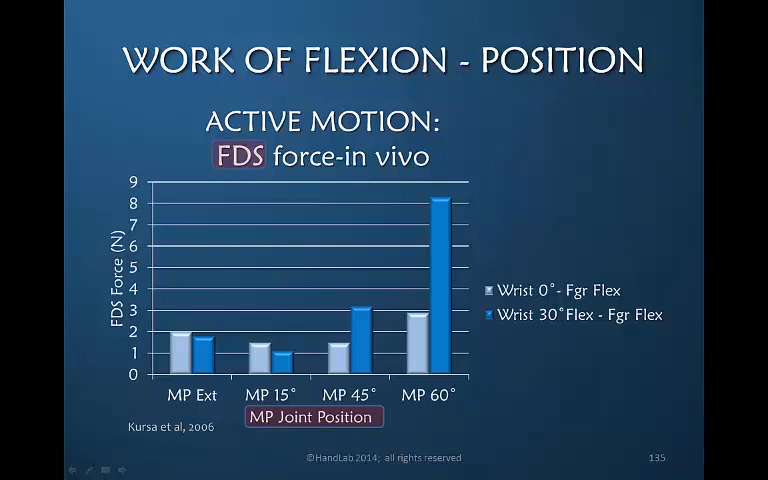 WORK OF FLEXION - POSITION
ACTIVE MOTION:
FDS force-in vivo
9
8
7
6
5
4
3
2
1
0
FDS Force (N)
MP Ext MP 15° MP 45° MP 60°
MP Joint Position
Wrist 0°- Fgr Flex
Wrist 30°Flex - Fgr Flex
Kursa et al, 2006
©HandLab 2014; all rights reserved
135